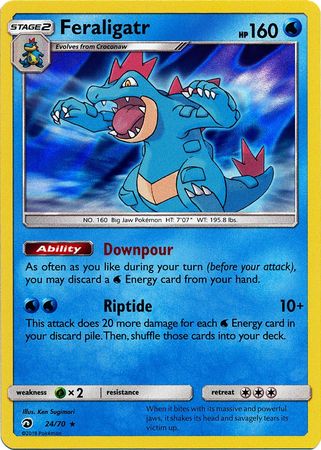 STAGE2 Feraligatr HP 160
Evolves from Croconaw
NO. 160 Big Jaw Pokémon HT: 7'07" WT: 195.8 lbs.
Ability Downpour
As often as you like during your turn (before your attack),
you may discard a Energy card from your hand.
Riptide 10+
This attack does 20 more damage for each Energy card in
your discard pile. Then, shuffle those cards into your deck.
weakness ×2 resistance retreat
Illus. Ken Sugimori
24/70
©2019 Pokémon
When it bites with its massive and powerful
jaws, it shakes its head and savagely tears its
victim up.